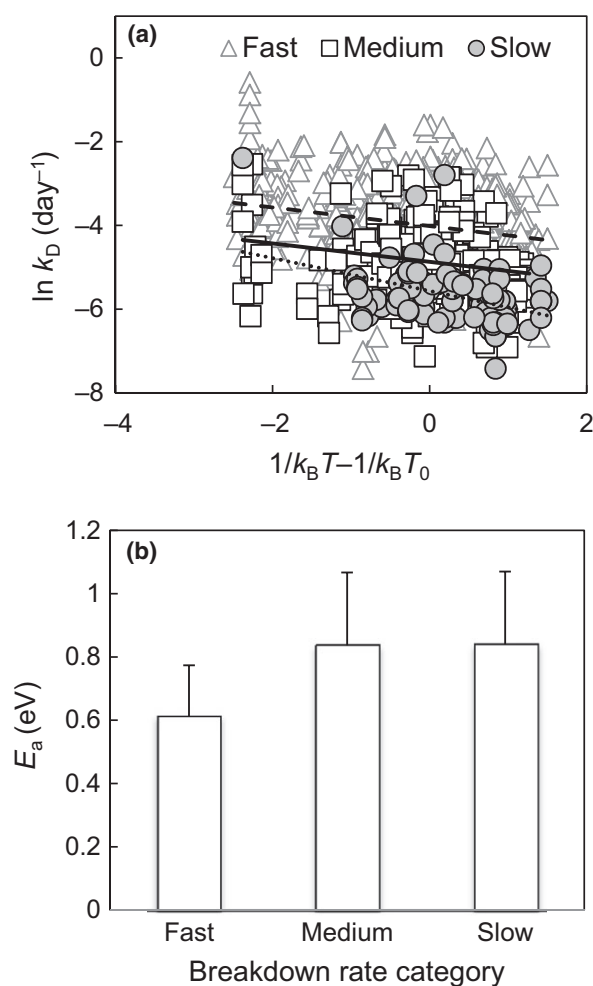 (a)
Fast Medium Slow
0
–2
–4
–6
–8
ln kD (day–1)
–4 –2 0 2
1/kBT–1/kBT0
(b)
1.2
1
0.8
0.6
0.4
0.2
0
Ea (eV)
Fast Medium Slow
Breakdown rate category